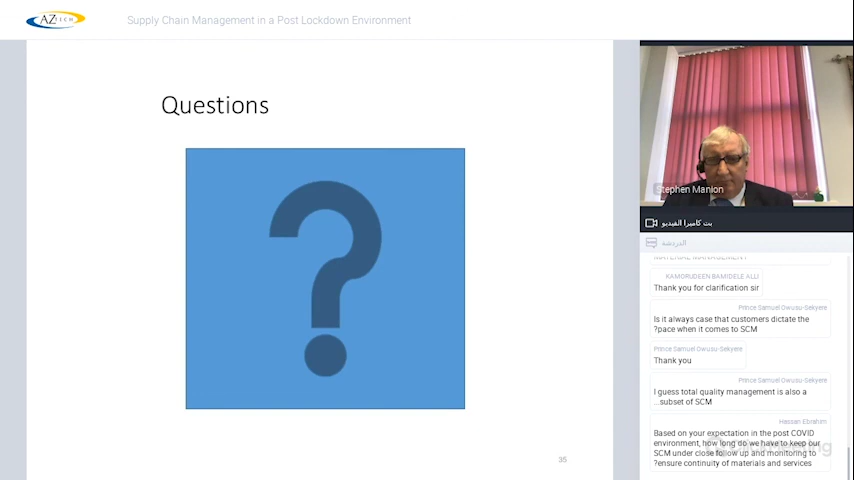 AZ TECH
Supply Chain Management in a Post Lockdown Environment
Questions
35
Stephen Manion
بث كاميرا الفيديو
الدردشة
MATERIAL MANAGEMENT
KAMORUDEEN BAMIDELE ALLI
Thank you for clarification sir
Prince Samuel Owusu-Sekyere
Is it always case that customers dictate the
?pace when it comes to SCM
Prince Samuel Owusu-Sekyere
Thank you
Prince Samuel Owusu-Sekyere
I guess total quality management is also a
...subset of SCM
Hassan Ebrahim
Based on your expectation in the post COVID
environment, how long do we have to keep our
SCM under close follow up and monitoring to
?ensure continuity of materials and services